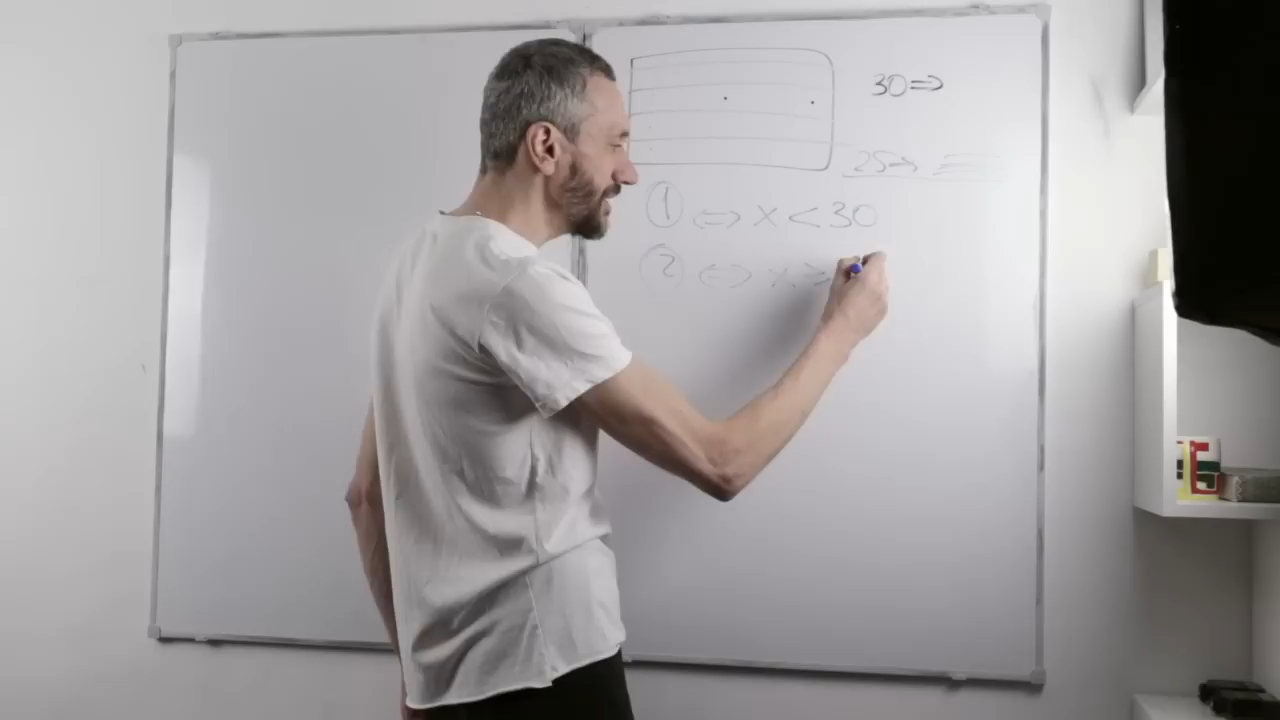 30⇒
25→
① ⇔ x < 30
② ⇔ x ≥